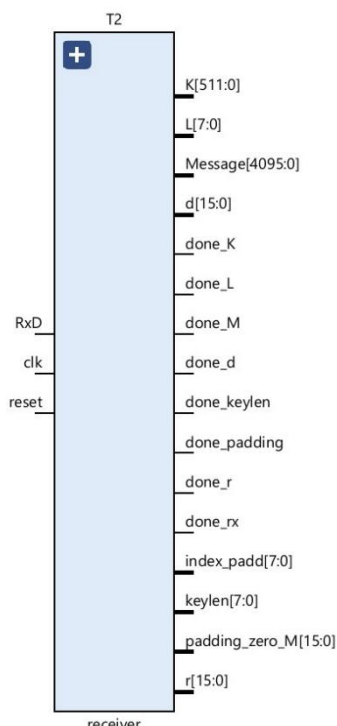 T2
K[511:0]
L[7:0]
Message[4095:0]
d[15:0]
done_K
done_L
RxD done_M
clk done_d
reset done_keylen
done_padding
done_r
done_rx
index_padd[7:0]
keylen[7:0]
padding_zero_M[15:0]
r[15:0]
receiver